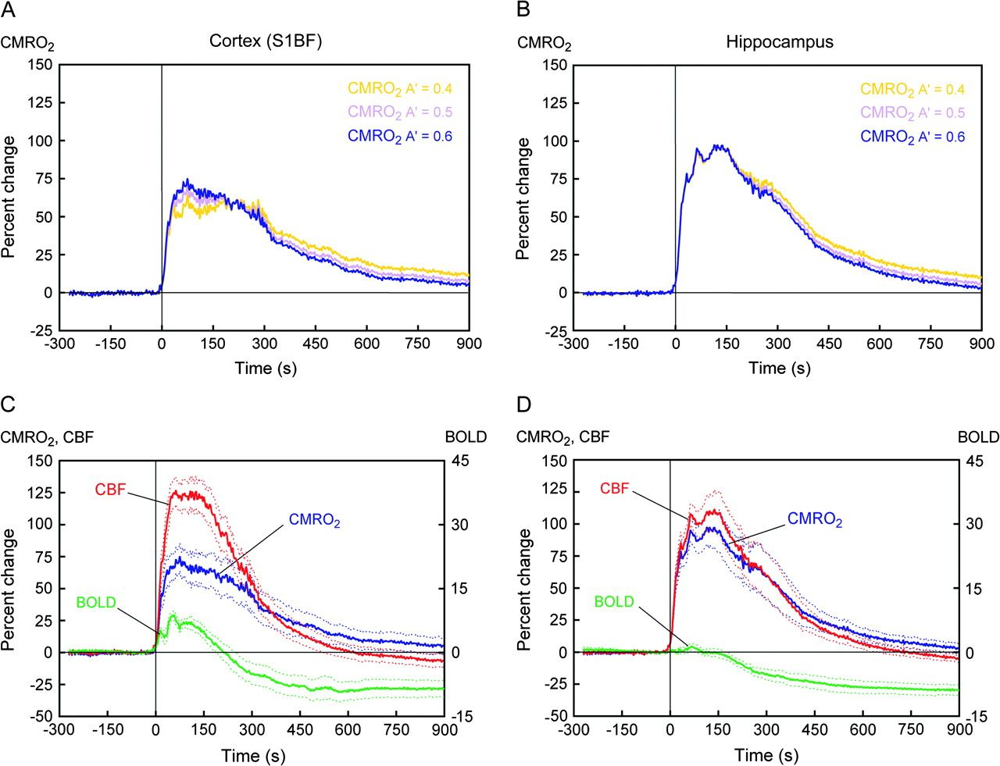 A
B
CMRO2 Cortex (S1BF)
CMRO2 Hippocampus
150
125
100
75
50
25
0
-25
Percent change
CMRO2 A' = 0.4
CMRO2 A' = 0.5
CMRO2 A' = 0.6
-300 -150 0 150 300 450 600 750 900
Time (s)
150
125
100
75
50
25
0
-25
Percent change
CMRO2 A' = 0.4
CMRO2 A' = 0.5
CMRO2 A' = 0.6
-300 -150 0 150 300 450 600 750 900
Time (s)
C
CMRO2, CBF BOLD
150
125
100
75
50
25
0
-25
-50
Percent change
CBF
CMRO2
BOLD
45
30
15
0
-15
-300 -150 0 150 300 450 600 750 900
Time (s)
D
CMRO2, CBF BOLD
150
125
100
75
50
25
0
-25
-50
Percent change
CBF
CMRO2
BOLD
45
30
15
0
-15
-300 -150 0 150 300 450 600 750 900
Time (s)